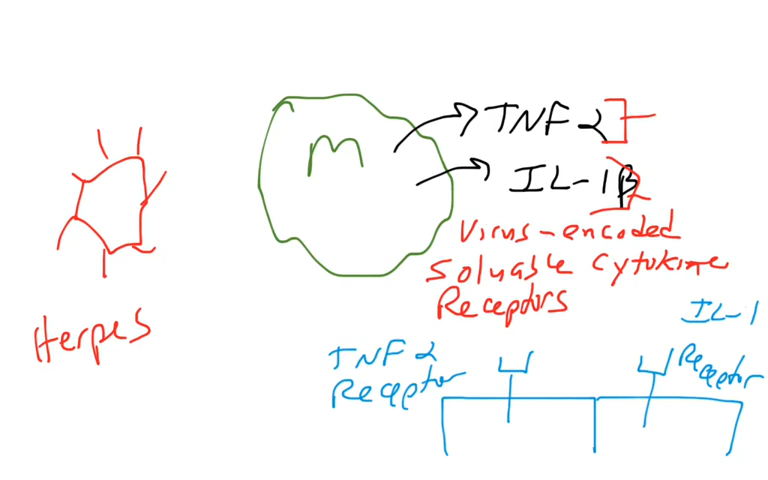 m
TNF α
IL-1β
Virus-encoded
Soluable Cytokine
Receptors
Herpes
TNF α
Receptor
IL-1
Receptor